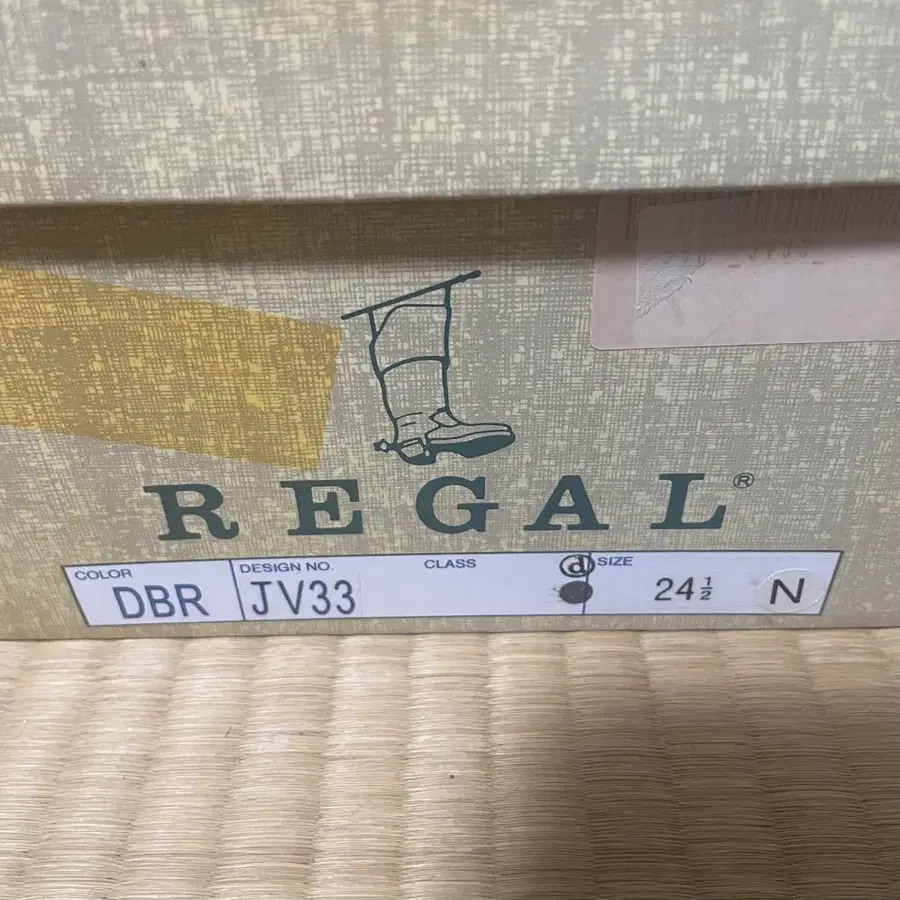 REGAL®
COLOR DESIGN NO. CLASS ⓓ SIZE
DBR JV33 24½ N